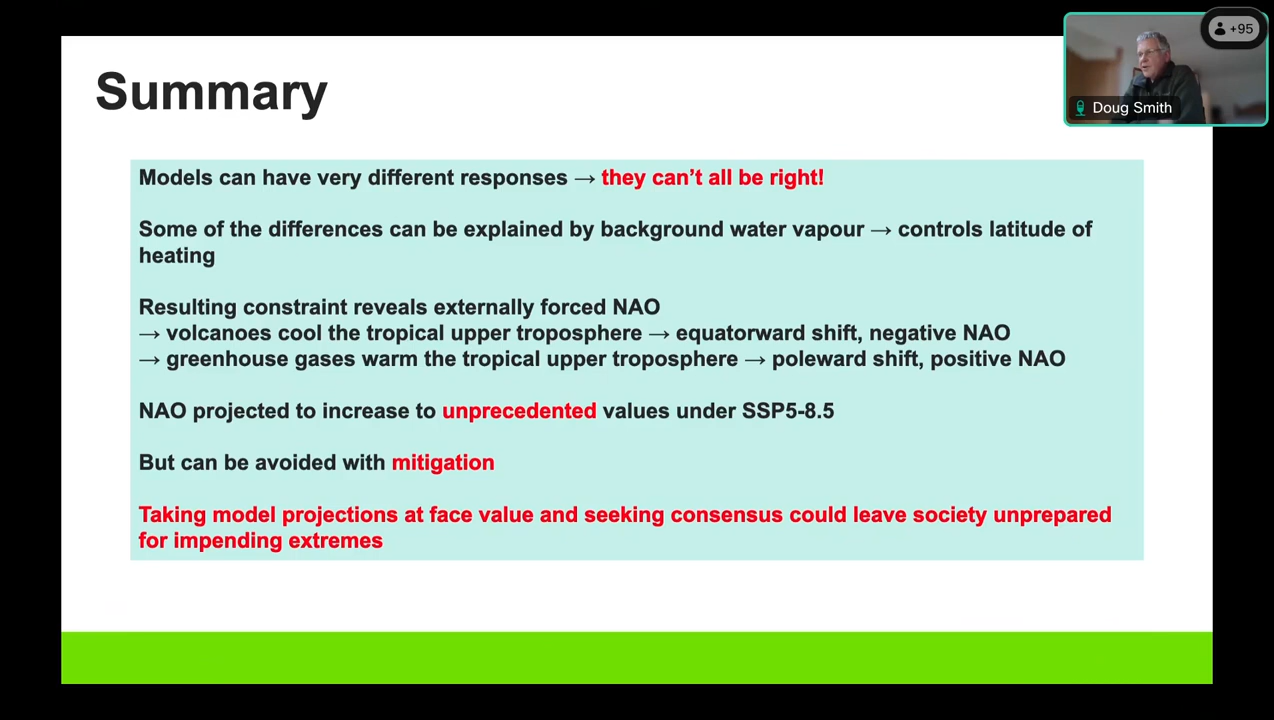 Summary
+95
Doug Smith
Models can have very different responses → they can’t all be right!
Some of the differences can be explained by background water vapour → controls latitude of
heating
Resulting constraint reveals externally forced NAO
→ volcanoes cool the tropical upper troposphere → equatorward shift, negative NAO
→ greenhouse gases warm the tropical upper troposphere → poleward shift, positive NAO
NAO projected to increase to unprecedented values under SSP5-8.5
But can be avoided with mitigation
Taking model projections at face value and seeking consensus could leave society unprepared
for impending extremes